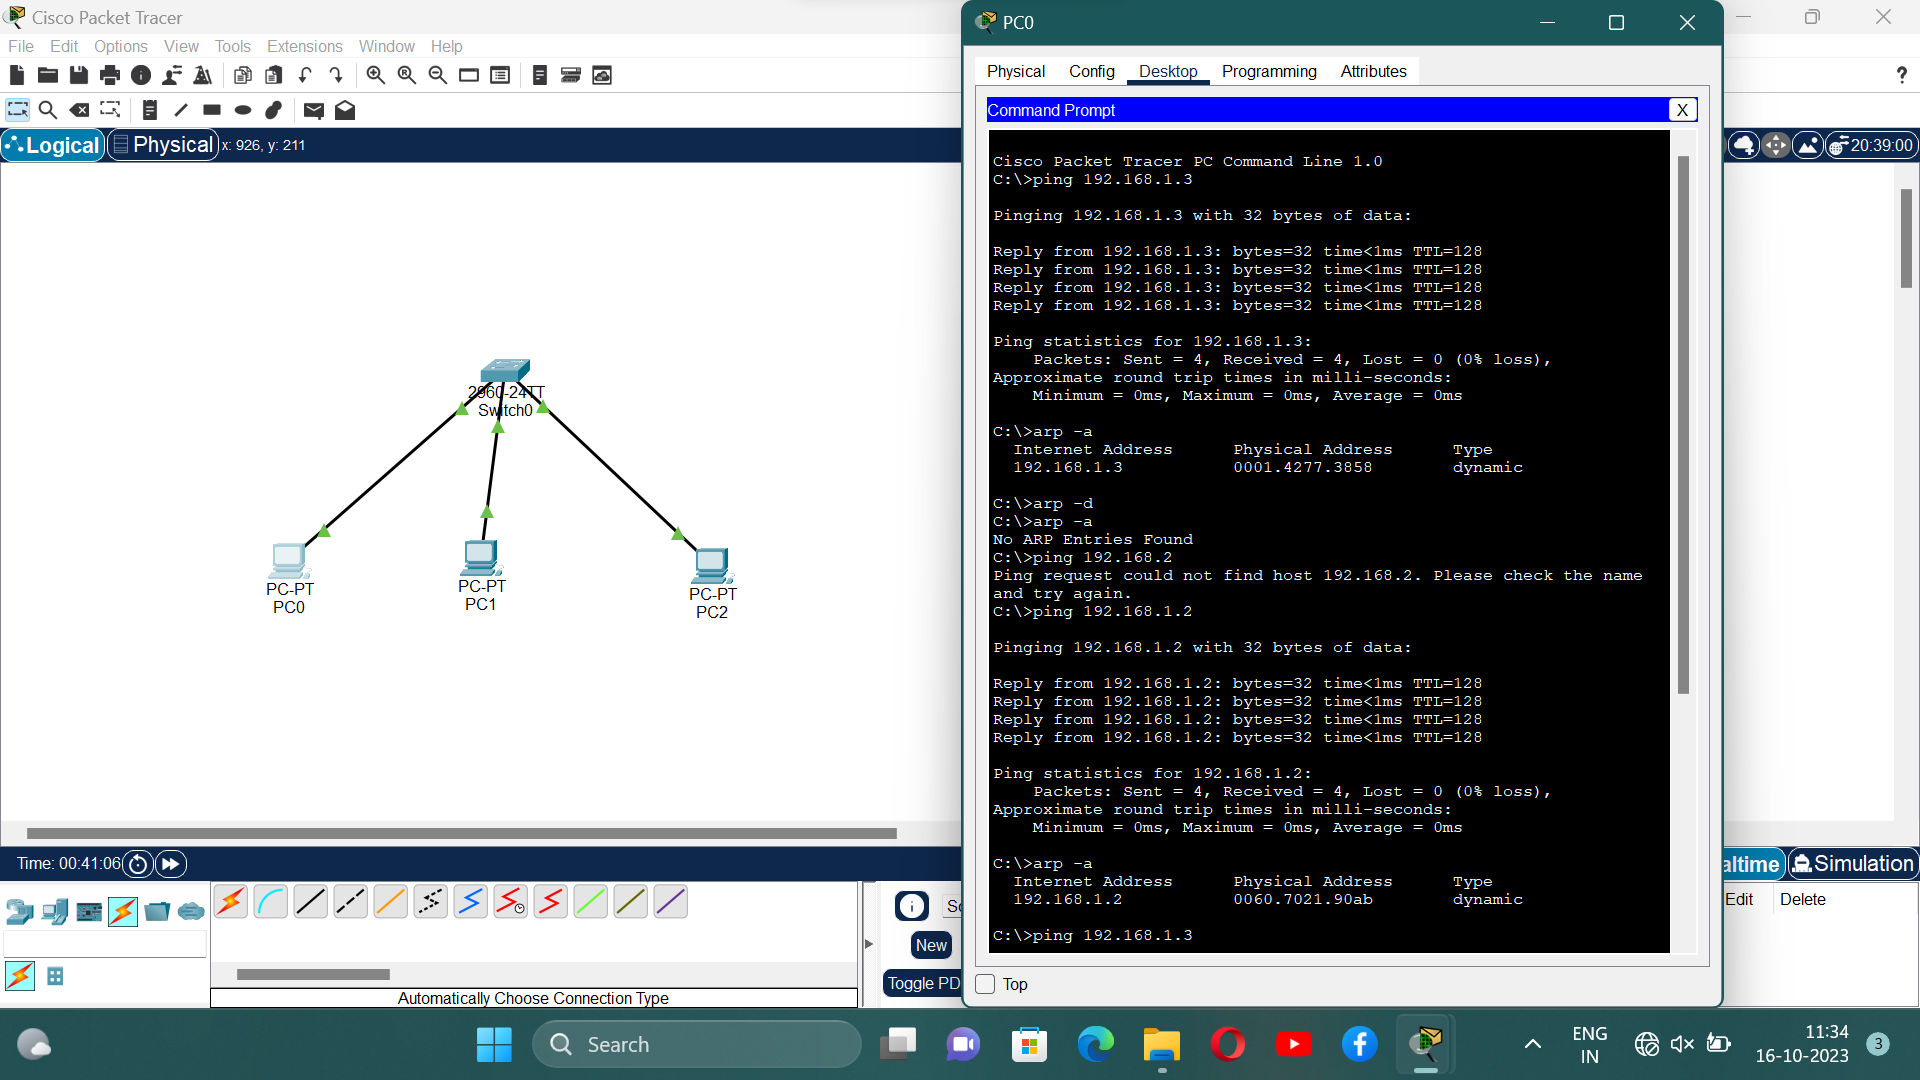 Cisco Packet Tracer
File Edit Options View Tools Extensions Window Help
Logical Physical x: 926, y: 211
2960-24TT
Switch0
PC-PT
PC0
PC-PT
PC1
PC-PT
PC2
Time: 00:41:06
Automatically Choose Connection Type
New
Toggle PD
PC0
Physical Config Desktop Programming Attributes
Command Prompt X
Cisco Packet Tracer PC Command Line 1.0
C:\>ping 192.168.1.3
Pinging 192.168.1.3 with 32 bytes of data:
Reply from 192.168.1.3: bytes=32 time<1ms TTL=128
Reply from 192.168.1.3: bytes=32 time<1ms TTL=128
Reply from 192.168.1.3: bytes=32 time<1ms TTL=128
Reply from 192.168.1.3: bytes=32 time<1ms TTL=128
Ping statistics for 192.168.1.3:
Packets: Sent = 4, Received = 4, Lost = 0 (0% loss),
Approximate round trip times in milli-seconds:
Minimum = 0ms, Maximum = 0ms, Average = 0ms
C:\>arp -a
Internet Address Physical Address Type
192.168.1.3 0001.4277.3858 dynamic
C:\>arp -d
C:\>arp -a
No ARP Entries Found
C:\>ping 192.168.2
Ping request could not find host 192.168.2. Please check the name
and try again.
C:\>ping 192.168.1.2
Pinging 192.168.1.2 with 32 bytes of data:
Reply from 192.168.1.2: bytes=32 time<1ms TTL=128
Reply from 192.168.1.2: bytes=32 time<1ms TTL=128
Reply from 192.168.1.2: bytes=32 time<1ms TTL=128
Reply from 192.168.1.2: bytes=32 time<1ms TTL=128
Ping statistics for 192.168.1.2:
Packets: Sent = 4, Received = 4, Lost = 0 (0% loss),
Approximate round trip times in milli-seconds:
Minimum = 0ms, Maximum = 0ms, Average = 0ms
C:\>arp -a
Internet Address Physical Address Type
192.168.1.2 0060.7021.90ab dynamic
C:\>ping 192.168.1.3
Top
?
20:39:00
altime Simulation
Edit Delete
Search
ENG
IN
11:34
16-10-2023
3